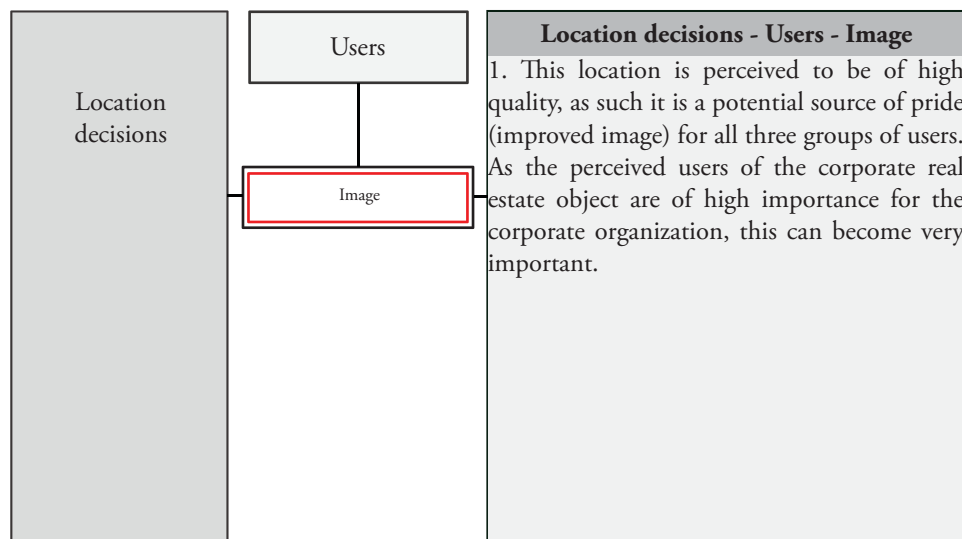 Location
decisions
Users
Image
Location decisions - Users - Image
1. This location is perceived to be of high
quality, as such it is a potential source of pride
(improved image) for all three groups of users.
As the perceived users of the corporate real
estate object are of high importance for the
corporate organization, this can become very
important.